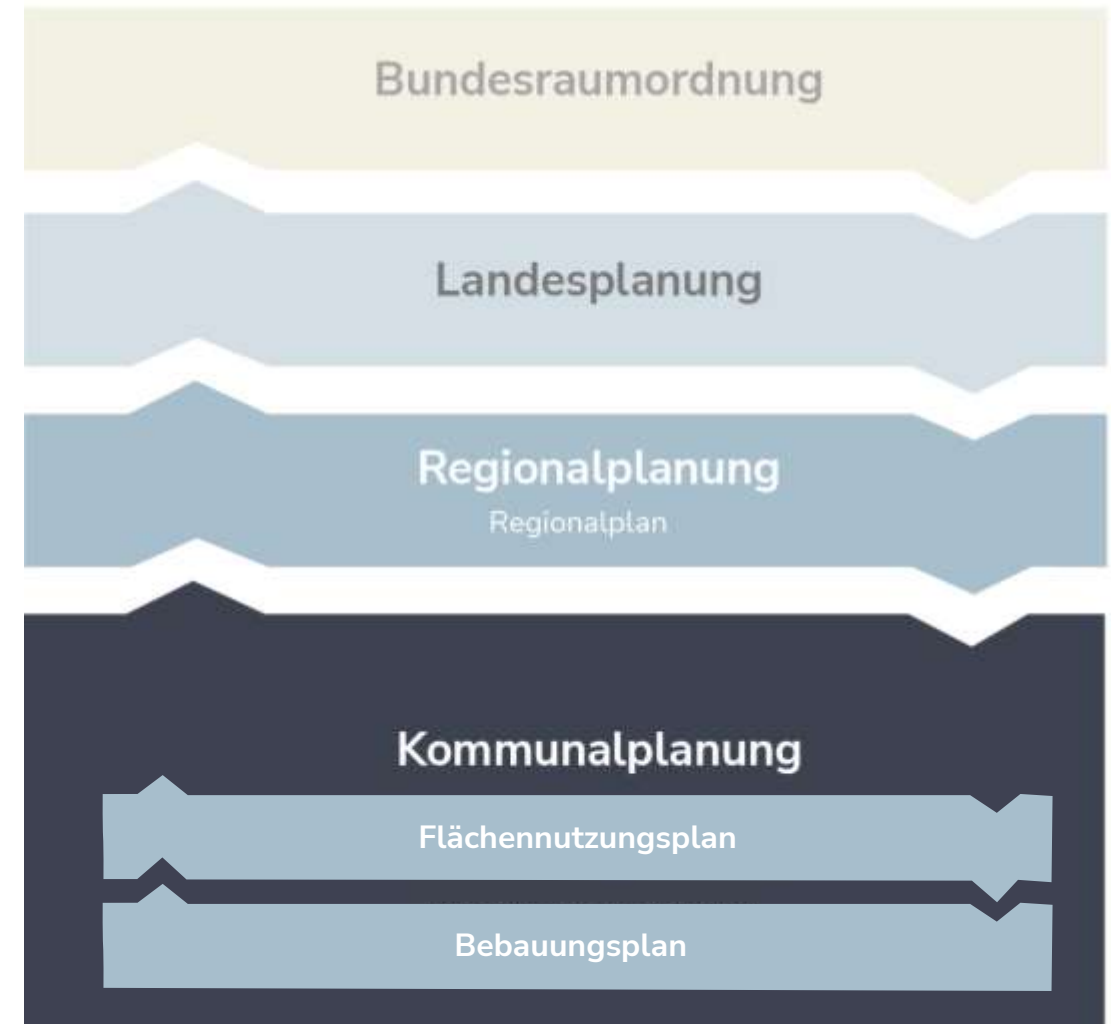 Bundesraumordnung
Landesplanung
Regionalplanung
Regionalplan
Kommunalplanung
Flächennutzungsplan
Bebauungsplan